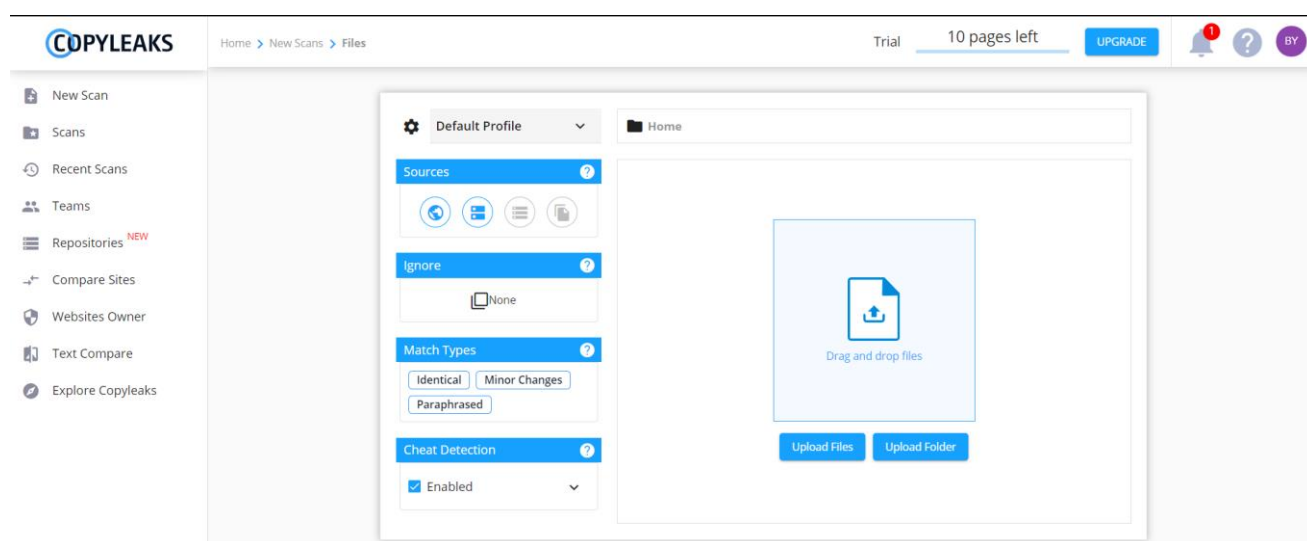 COPYLEAKS
Home > New Scans > Files
Trial
10 pages left
UPGRADE
1
?
BY
New Scan
Scans
Recent Scans
Teams
Repositories NEW
Compare Sites
Websites Owner
Text Compare
Explore Copyleaks
Default Profile
Home
Sources ?
Ignore ?
None
Match Types ?
Identical Minor Changes
Paraphrased
Cheat Detection ?
Enabled
Drag and drop files
Upload Files Upload Folder